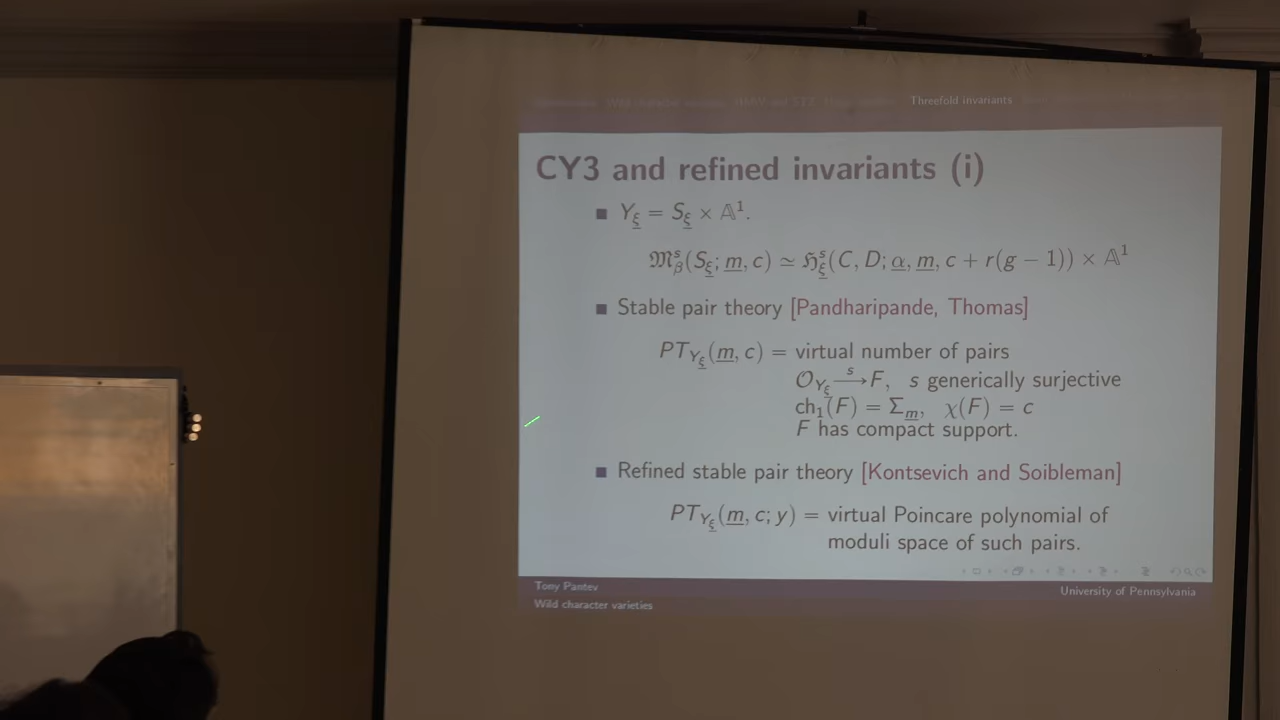 Threefold invariants
CY3 and refined invariants (i)
■ Y_ξ = S_ξ × 𝔸¹.
𝔐ˢ_β(S_ξ; m, c) ≃ ℌˢ_ξ(C, D; α, m, c + r(g − 1)) × 𝔸¹
■ Stable pair theory [Pandharipande, Thomas]
PT_{Y_ξ}(m, c) = virtual number of pairs
𝒪_{Y_ξ} →ˢ F, s generically surjective
ch₁(F) = Σ_m, χ(F) = c
F has compact support.
■ Refined stable pair theory [Kontsevich and Soibleman]
PT_{Y_ξ}(m, c; y) = virtual Poincare polynomial of
moduli space of such pairs.
Tony Pantev
University of Pennsylvania
Wild character varieties